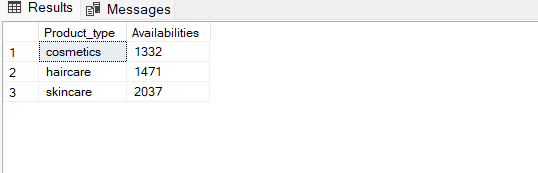 Results Messages
Product_type Availabilities
1 cosmetics 1332
2 haircare 1471
3 skincare 2037